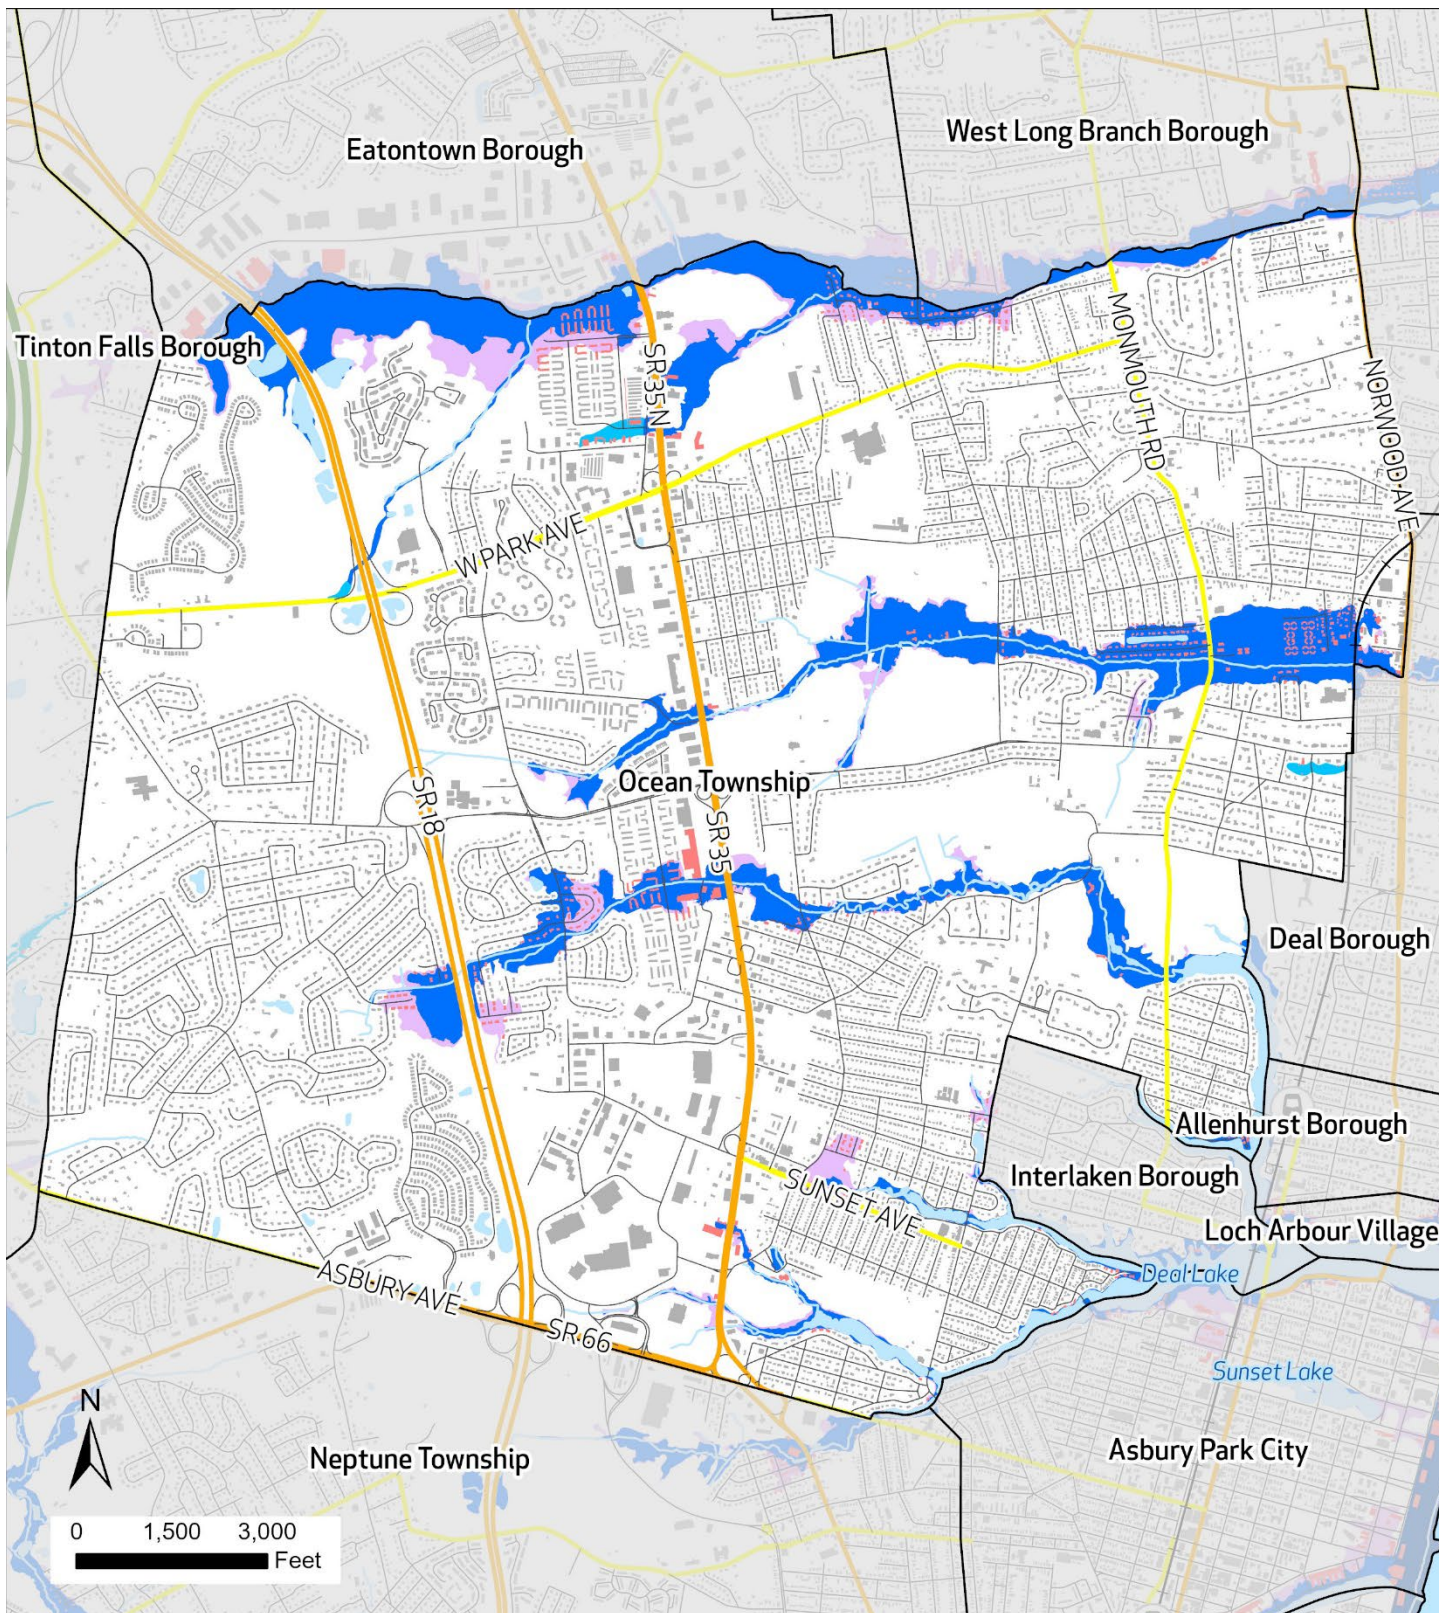 West Long Branch Borough
Eatontown Borough
Tinton Falls Borough
MONMOUTH RD
SR 35 N
NORWOOD AVE
W PARK AVE
Ocean Township
SR 18
SR 35
Deal Borough
Allenhurst Borough
Interlaken Borough
SUNSET AVE
Loch Arbour Village
Deal Lake
ASBURY AVE
SR 66
Sunset Lake
N
Neptune Township
Asbury Park City
0 1,500 3,000
Feet